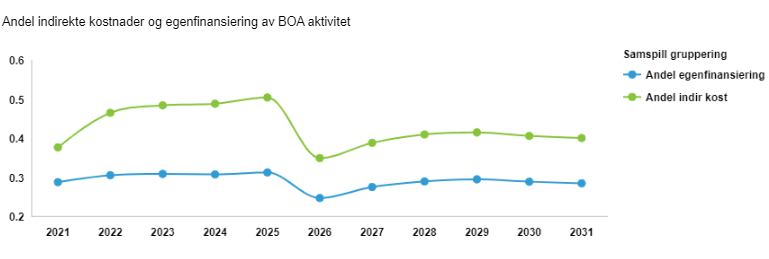 Andel indirekte kostnader og egenfinansiering av BOA aktivitet
Samspill gruppering
Andel egenfinansiering
Andel indir kost
0.6
0.5
0.4
0.3
0.2
2021 2022 2023 2024 2025 2026 2027 2028 2029 2030 2031